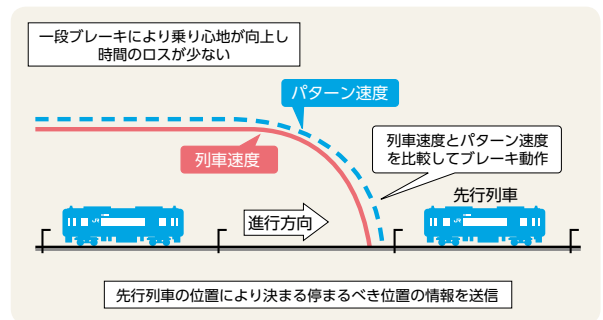 一段ブレーキにより乗り心地が向上し
時間のロスが少ない
パターン速度
列車速度
列車速度とパターン速度
を比較してブレーキ動作
先行列車
進行方向
先行列車の位置により決まる停まるべき位置の情報を送信